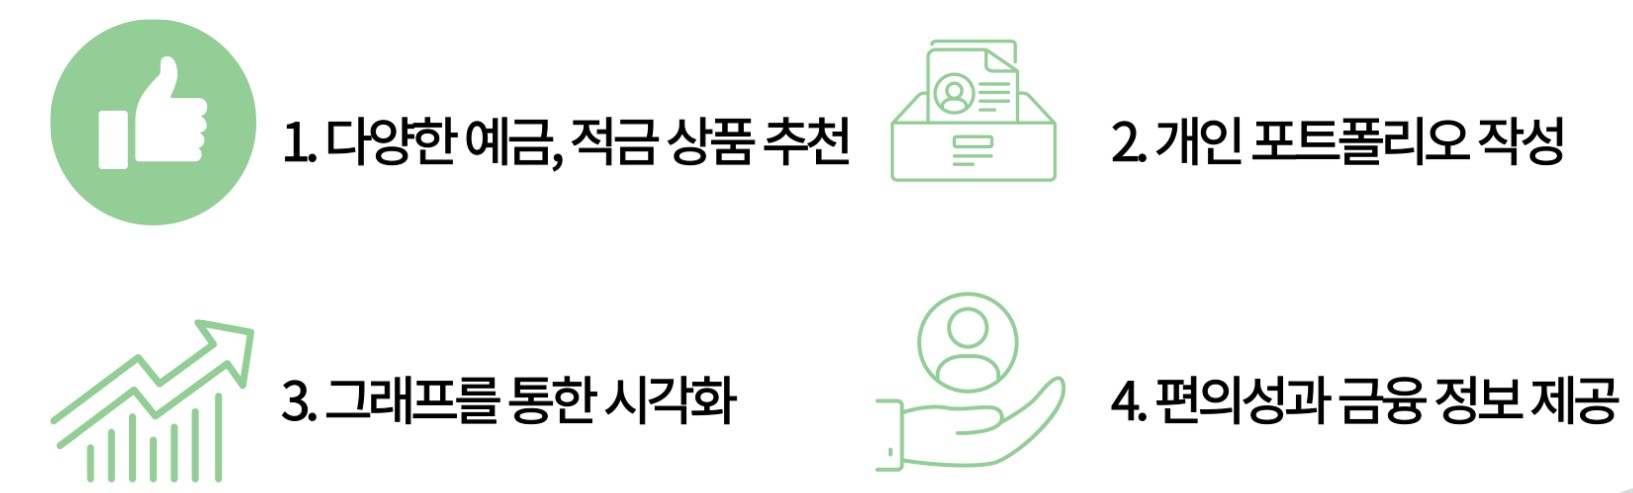 1. 다양한 예금, 적금 상품 추천
2. 개인 포트폴리오 작성
3. 그래프를 통한 시각화
4. 편의성과 금융 정보 제공